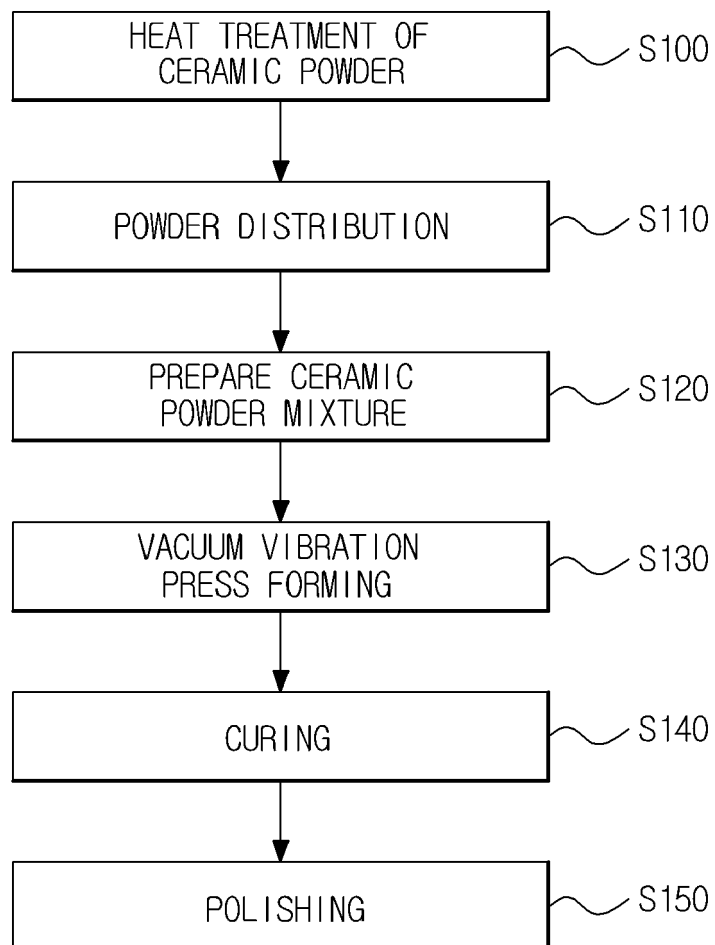 HEAT TREATMENT OF
CERAMIC POWDER
S100
POWDER DISTRIBUTION
S110
PREPARE CERAMIC
POWDER MIXTURE
S120
VACUUM VIBRATION
PRESS FORMING
S130
CURING
S140
POLISHING
S150